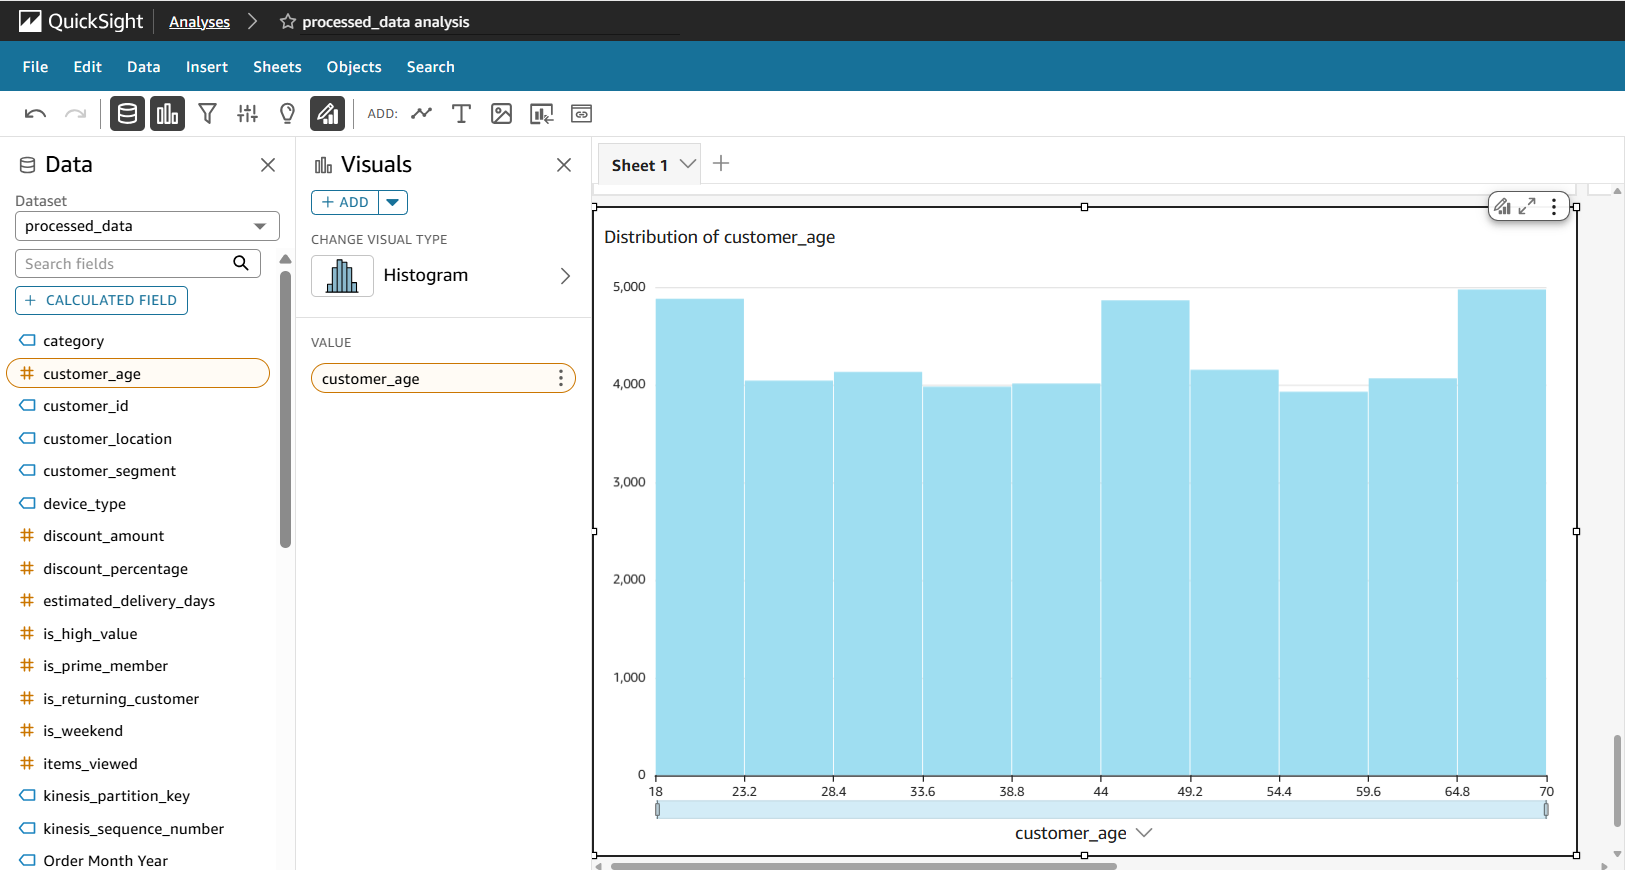 QuickSight Analyses processed_data analysis
File Edit Data Insert Sheets Objects Search
ADD:
Data
Dataset
processed_data
Search fields
+ CALCULATED FIELD
category
customer_age
customer_id
customer_location
customer_segment
device_type
discount_amount
discount_percentage
estimated_delivery_days
is_high_value
is_prime_member
is_returning_customer
is_weekend
items_viewed
kinesis_partition_key
kinesis_sequence_number
Order Month Year
Visuals
+ ADD
CHANGE VISUAL TYPE
Histogram
VALUE
customer_age
Sheet 1
Distribution of customer_age
5,000
4,000
3,000
2,000
1,000
0
18 23.2 28.4 33.6 38.8 44 49.2 54.4 59.6 64.8 70
customer_age